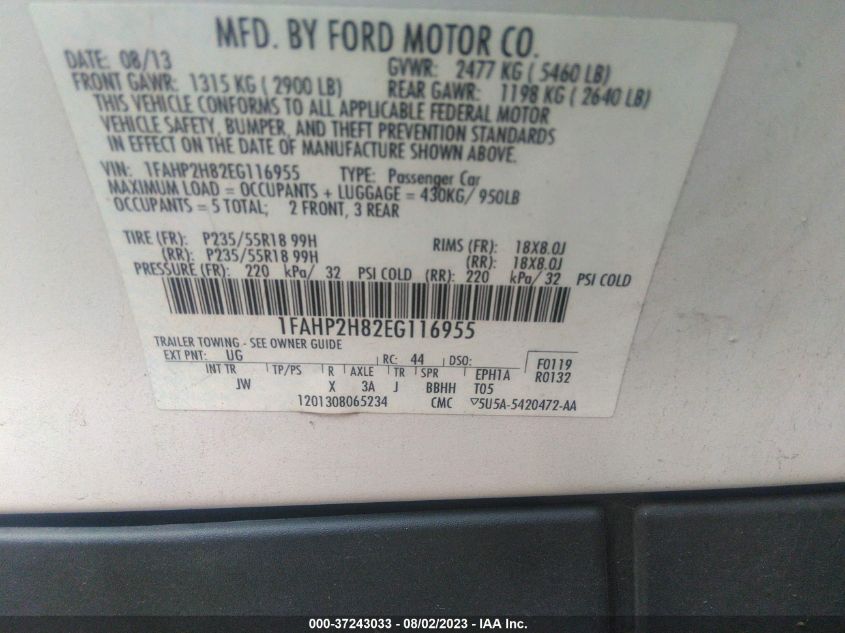 MFD. BY FORD MOTOR CO.
DATE: 08/13 GVWR: 2477 KG ( 5460 LB)
FRONT GAWR: 1315 KG ( 2900 LB) REAR GAWR: 1198 KG ( 2640 LB)
THIS VEHICLE CONFORMS TO ALL APPLICABLE FEDERAL MOTOR
VEHICLE SAFETY, BUMPER, AND THEFT PREVENTION STANDARDS
IN EFFECT ON THE DATE OF MANUFACTURE SHOWN ABOVE.
VIN: 1FAHP2H82EG116955 TYPE: Passenger Car
MAXIMUM LOAD = OCCUPANTS + LUGGAGE = 430KG/ 950LB
OCCUPANTS = 5 TOTAL; 2 FRONT, 3 REAR
TIRE (FR): P235/55R18 99H RIMS (FR): 18X8.0J
(RR): P235/55R18 99H (RR): 18X8.0J
PRESSURE (FR): 220 kPa/ 32 PSI COLD (RR): 220 kPa/ 32 PSI COLD
1FAHP2H82EG116955
TRAILER TOWING - SEE OWNER GUIDE
EXT PNT: UG RC: 44 DSO: F0119
INT TR TP/PS R AXLE TR SPR EPH1A R0132
JW X 3A J BBHH T05
1201308065234 CMC ▽5U5A-5420472-AA
000-37243033 - 08/02/2023 - IAA Inc.